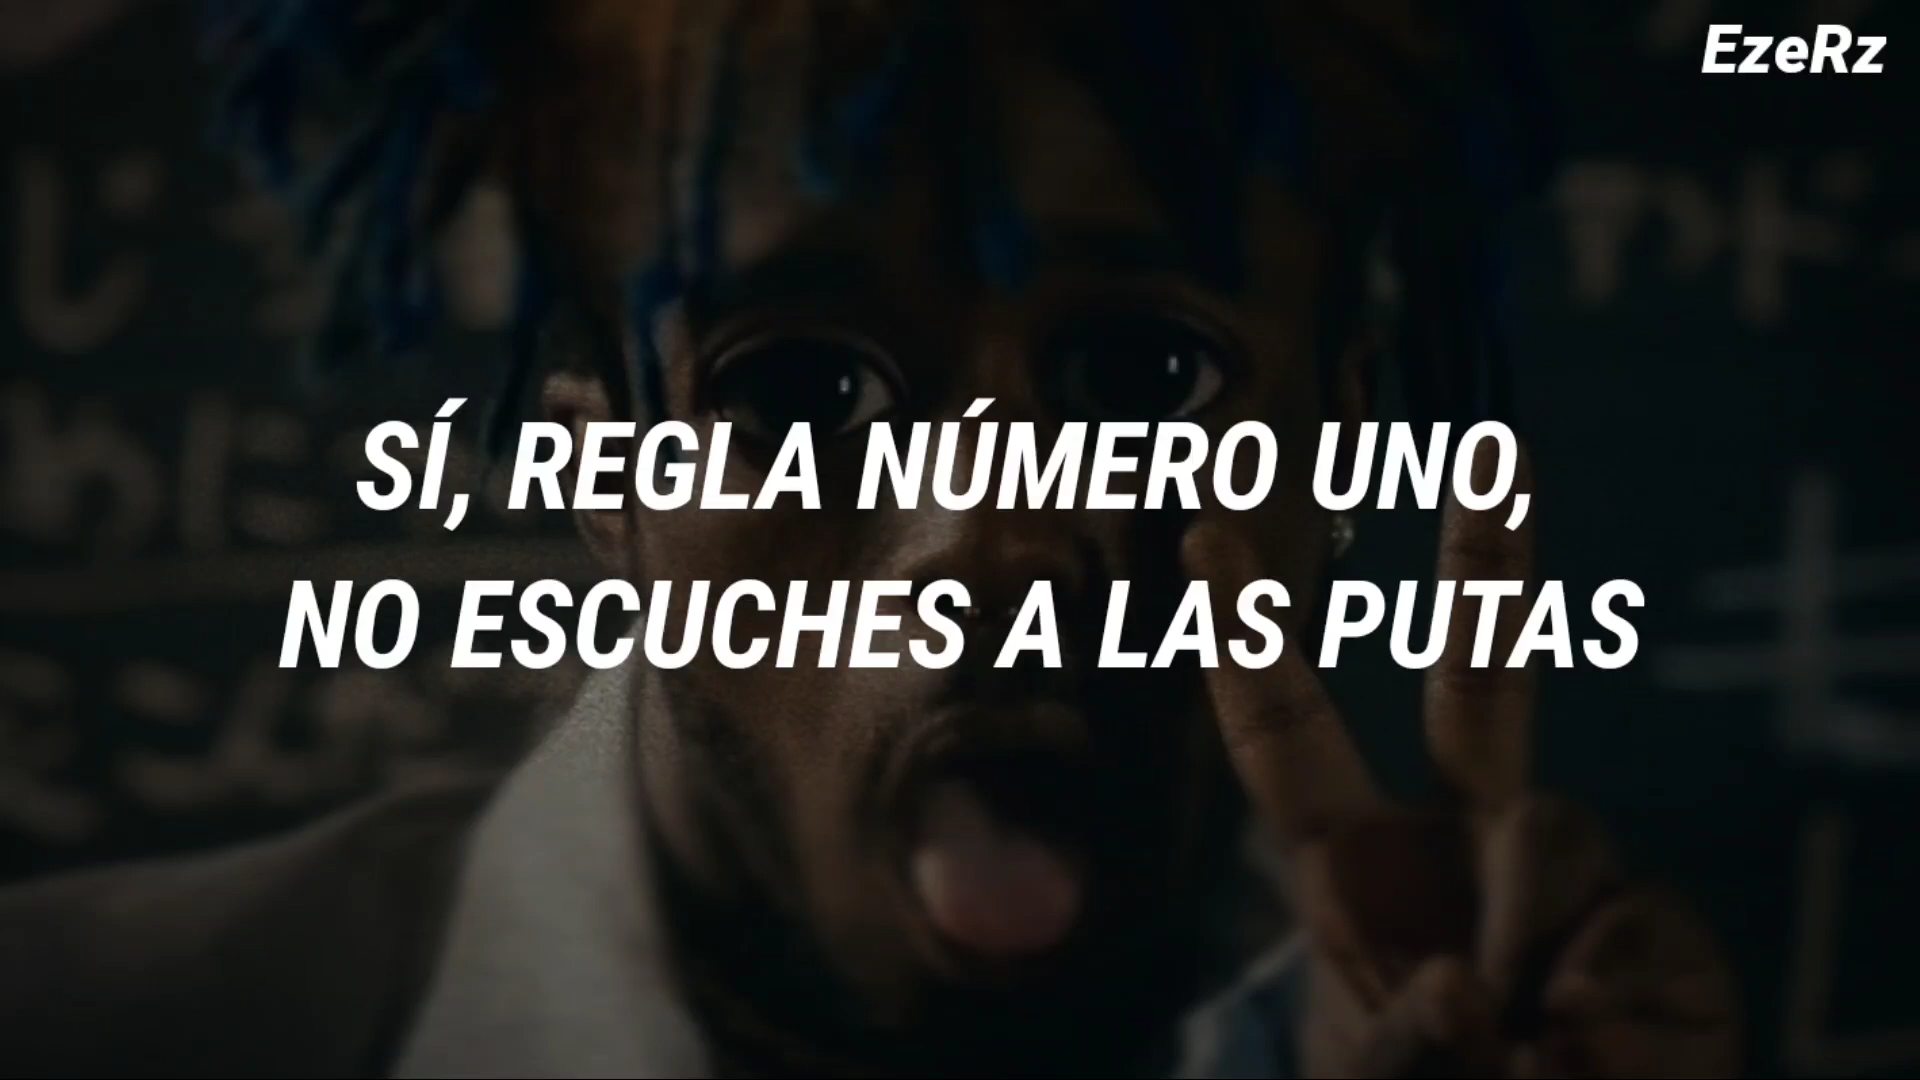 EzeRz
SÍ, REGLA NÚMERO UNO,
NO ESCUCHES A LAS PUTAS